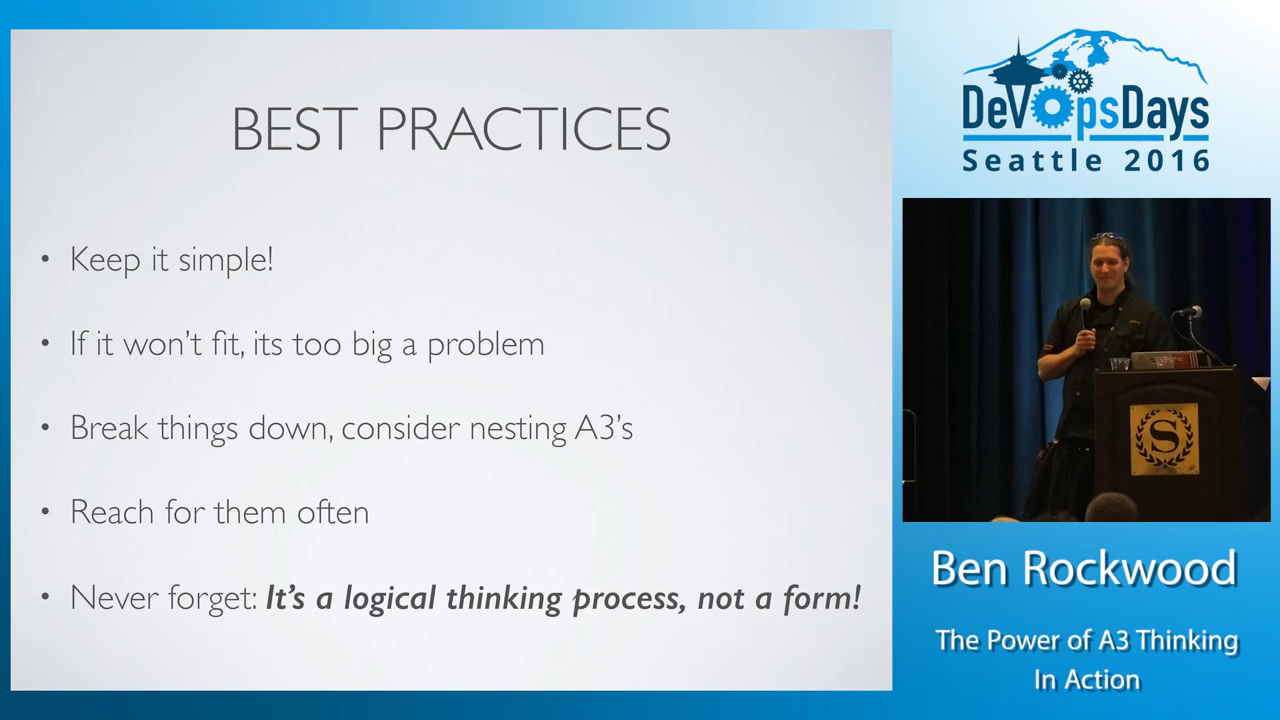 BEST PRACTICES
• Keep it simple!
• If it won't fit, its too big a problem
• Break things down, consider nesting A3's
• Reach for them often
• Never forget: It's a logical thinking process, not a form!
DevOpsDays
Seattle 2016
S
Ben Rockwood
The Power of A3 Thinking
In Action